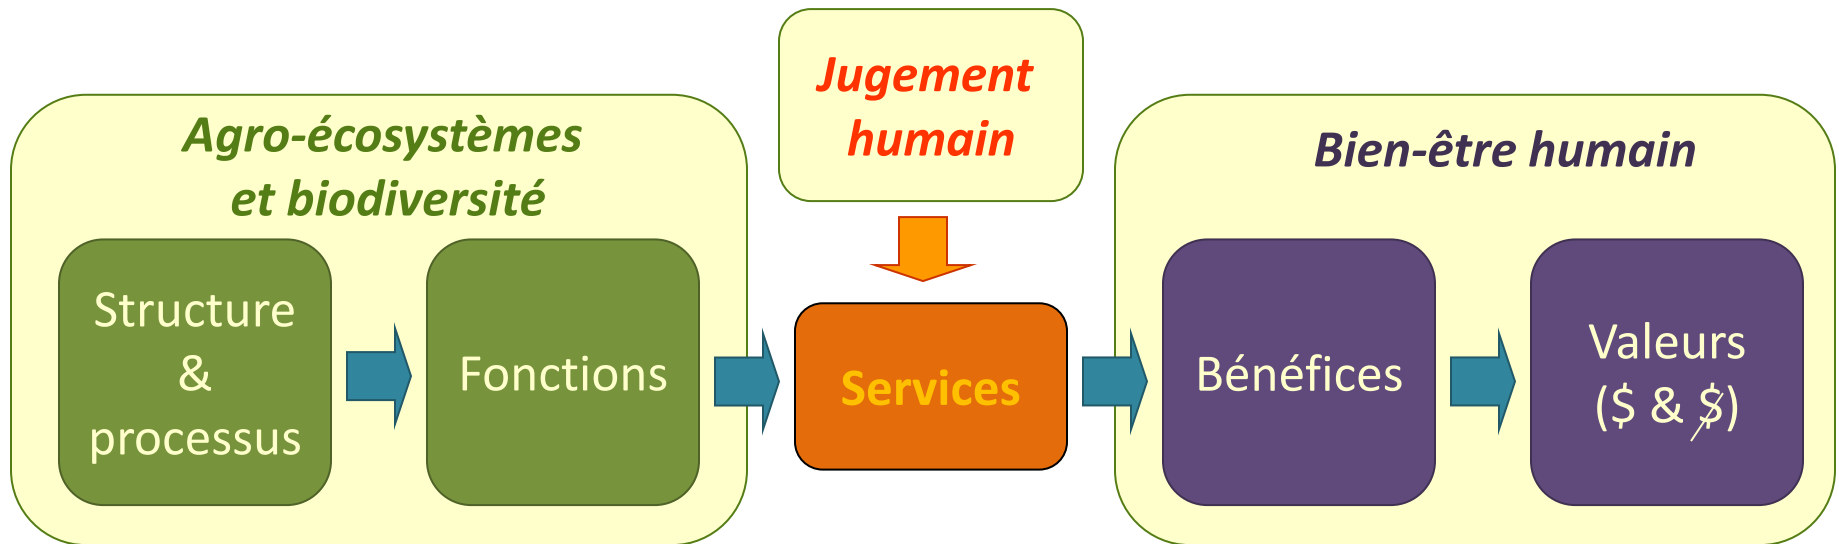 Jugement
humain
Agro-écosystèmes
et biodiversité
Bien-être humain
Structure
&
processus
Fonctions
Services
Bénéfices
Valeurs
($ & $)